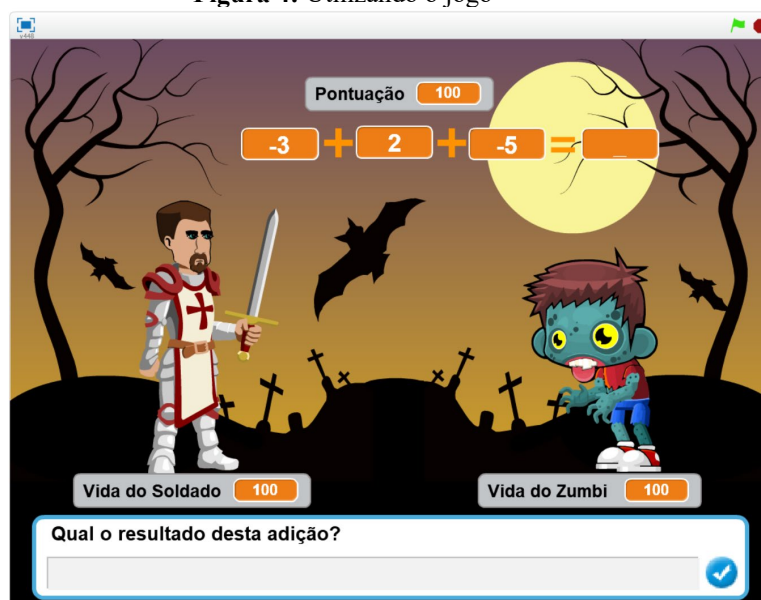 Figura 4: Utilizando o jogo
v448
Pontuação 100
-3 + 2 + -5 = _
Vida do Soldado 100
Vida do Zumbi 100
Qual o resultado desta adição?